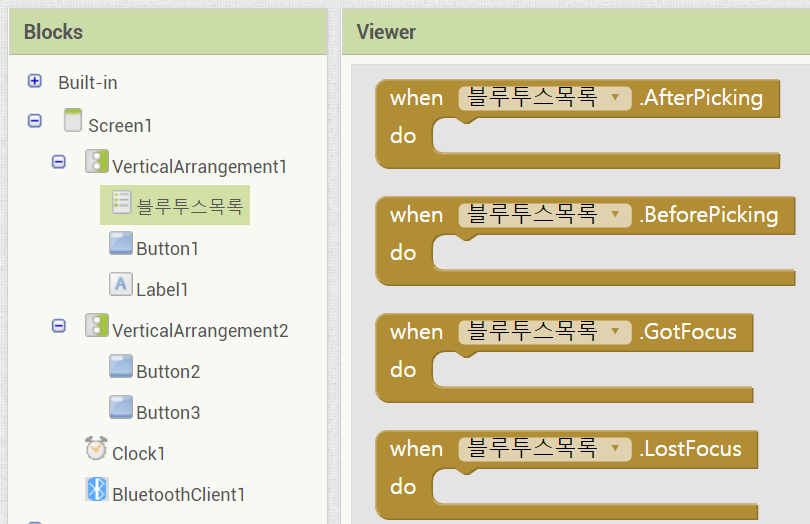 Blocks
Built-in
Screen1
VerticalArrangement1
블루투스목록
Button1
A Label1
VerticalArrangement2
Button2
Button3
Clock1
BluetoothClient1
Viewer
when 블루투스목록 .AfterPicking
do
when 블루투스목록 .BeforePicking
do
when 블루투스목록 .GotFocus
do
when 블루투스목록 .LostFocus
do